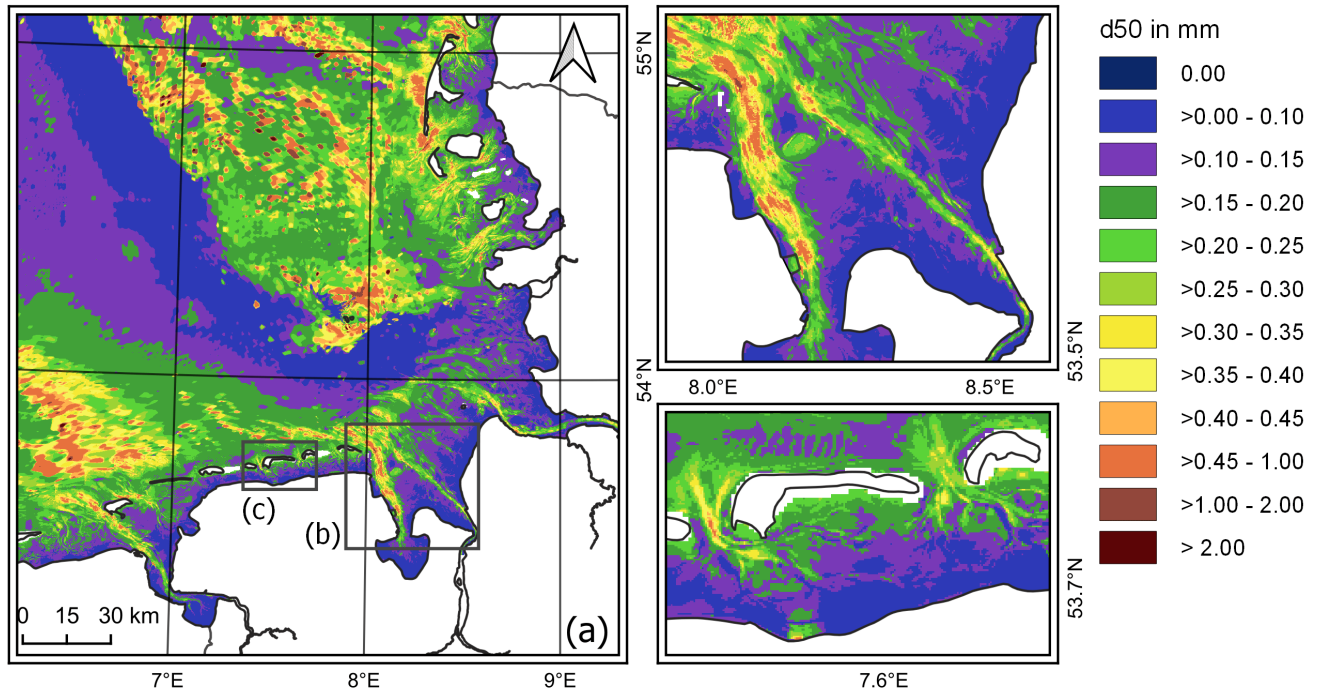 55°N
54°N
(c)
(b)
0 15 30 km
(a)
7°E 8°E 9°E
8.0°E 8.5°E
53.5°N
53.7°N
7.6°E
d50 in mm
0.00
>0.00 - 0.10
>0.10 - 0.15
>0.15 - 0.20
>0.20 - 0.25
>0.25 - 0.30
>0.30 - 0.35
>0.35 - 0.40
>0.40 - 0.45
>0.45 - 1.00
>1.00 - 2.00
> 2.00